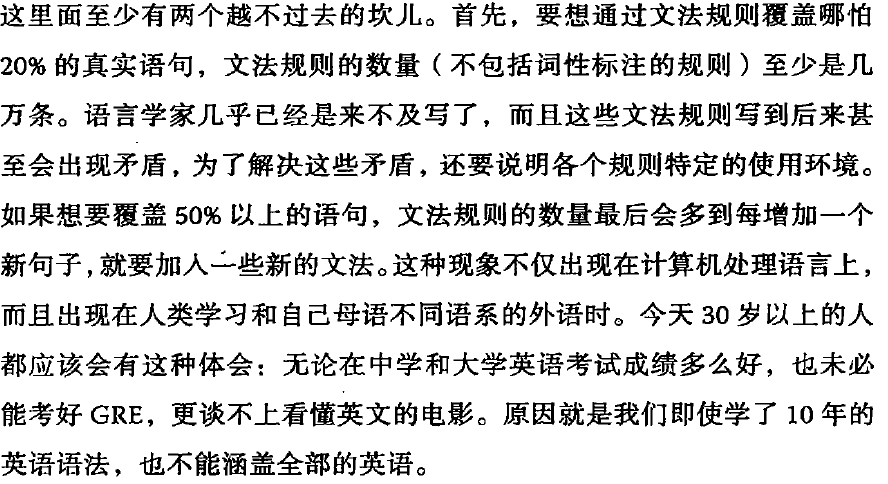 这里面至少有两个越不过去的坎儿。首先，要想通过文法规则覆盖哪怕
20% 的真实语句，文法规则的数量（不包括词性标注的规则）至少是几
万条。语言学家几乎已经是来不及写了，而且这些文法规则写到后来甚
至会出现矛盾，为了解决这些矛盾，还要说明各个规则特定的使用环境。
如果想要覆盖 50% 以上的语句，文法规则的数量最后会多到每增加一个
新句子，就要加入一些新的文法。这种现象不仅出现在计算机处理语言上，
而且出现在人类学习和自己母语不同语系的外语时。今天 30 岁以上的人
都应该会有这种体会：无论在中学和大学英语考试成绩多么好，也未必
能考好 GRE，更谈不上看懂英文的电影。原因就是我们即使学了 10 年的
英语语法，也不能涵盖全部的英语。